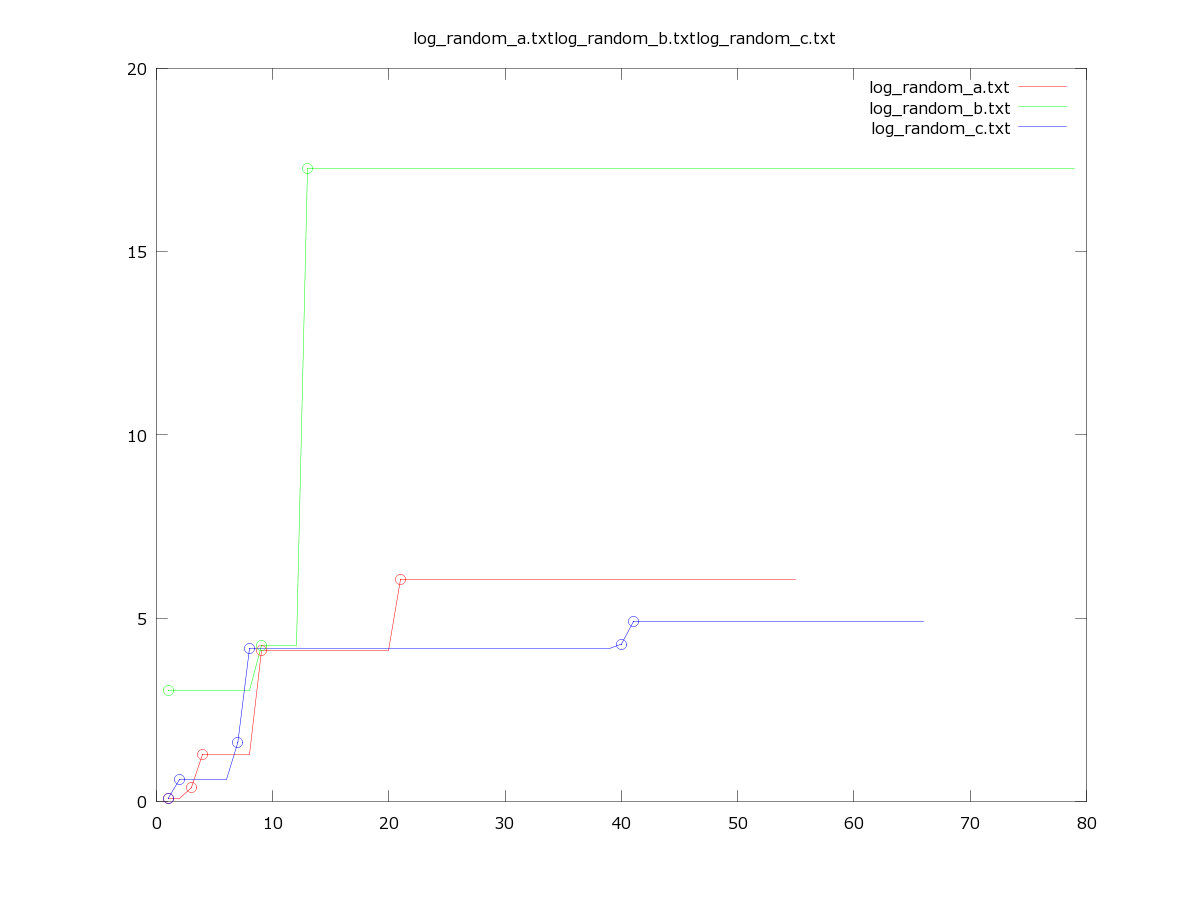 log_random_a.txtlog_random_b.txtlog_random_c.txt
20
log_random_a.txt
log_random_b.txt
log_random_c.txt
15
10
5
0
0 10 20 30 40 50 60 70 80